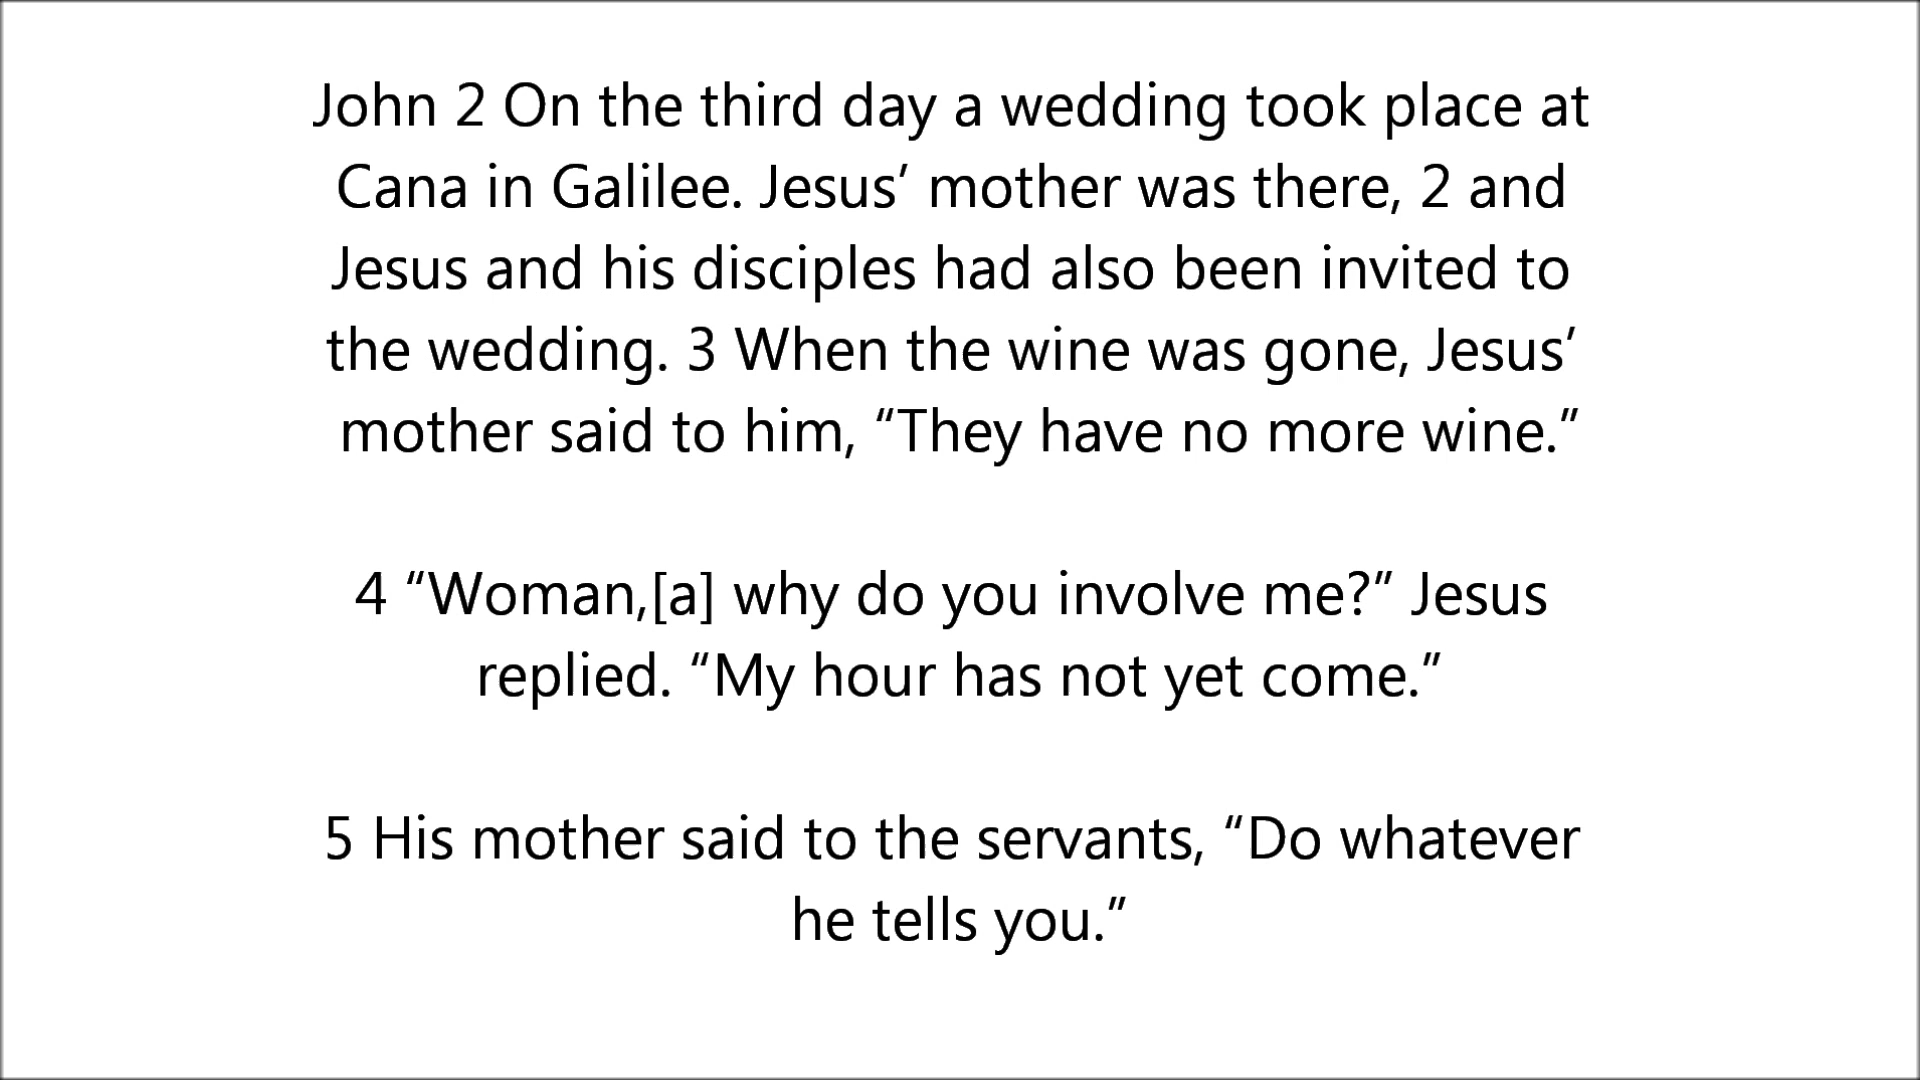 John 2 On the third day a wedding took place at
Cana in Galilee. Jesus’ mother was there, 2 and
Jesus and his disciples had also been invited to
the wedding. 3 When the wine was gone, Jesus’
mother said to him, “They have no more wine.”
4 “Woman,[a] why do you involve me?” Jesus
replied. “My hour has not yet come.”
5 His mother said to the servants, “Do whatever
he tells you.”